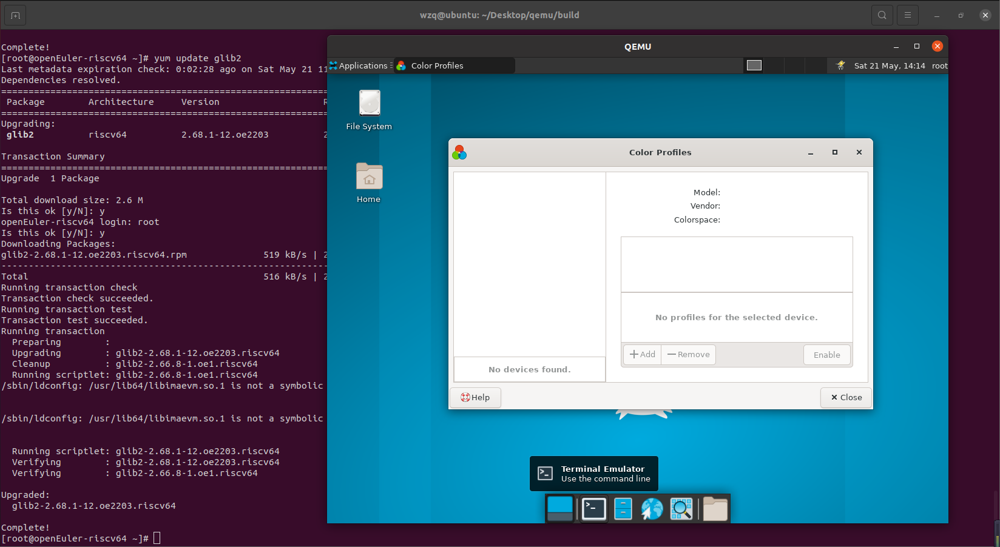 wzq@ubuntu: ~/Desktop/qemu/build
Complete!
[root@openEuler-riscv64 ~]# yum update glib2
Last metadata expiration check: 0:02:28 ago on Sat May 21 11
Dependencies resolved.
================================================================
Package Architecture Version R
================================================================
Upgrading:
glib2 riscv64 2.68.1-12.oe2203 2
Transaction Summary
================================================================
Upgrade 1 Package
Total download size: 2.6 M
Is this ok [y/N]: y
openEuler-riscv64 login: root
Is this ok [y/N]: y
Downloading Packages:
glib2-2.68.1-12.oe2203.riscv64.rpm 519 kB/s | 2
----------------------------------------------------------------
Total 516 kB/s | 2
Running transaction check
Transaction check succeeded.
Running transaction test
Transaction test succeeded.
Running transaction
Preparing :
Upgrading : glib2-2.68.1-12.oe2203.riscv64
Cleanup : glib2-2.66.8-1.oe1.riscv64
Running scriptlet: glib2-2.66.8-1.oe1.riscv64
/sbin/ldconfig: /usr/lib64/libimaevm.so.1 is not a symbolic
/sbin/ldconfig: /usr/lib64/libimaevm.so.1 is not a symbolic
Running scriptlet: glib2-2.68.1-12.oe2203.riscv64
Verifying : glib2-2.68.1-12.oe2203.riscv64
Verifying : glib2-2.66.8-1.oe1.riscv64
Upgraded:
glib2-2.68.1-12.oe2203.riscv64
Complete!
[root@openEuler-riscv64 ~]#
QEMU
Applications
Color Profiles
Sat 21 May, 14:14 root
File System
Home
Color Profiles
Model:
Vendor:
Colorspace:
No profiles for the selected device.
Add
Remove
Enable
No devices found.
Help
Close
Terminal Emulator
Use the command line